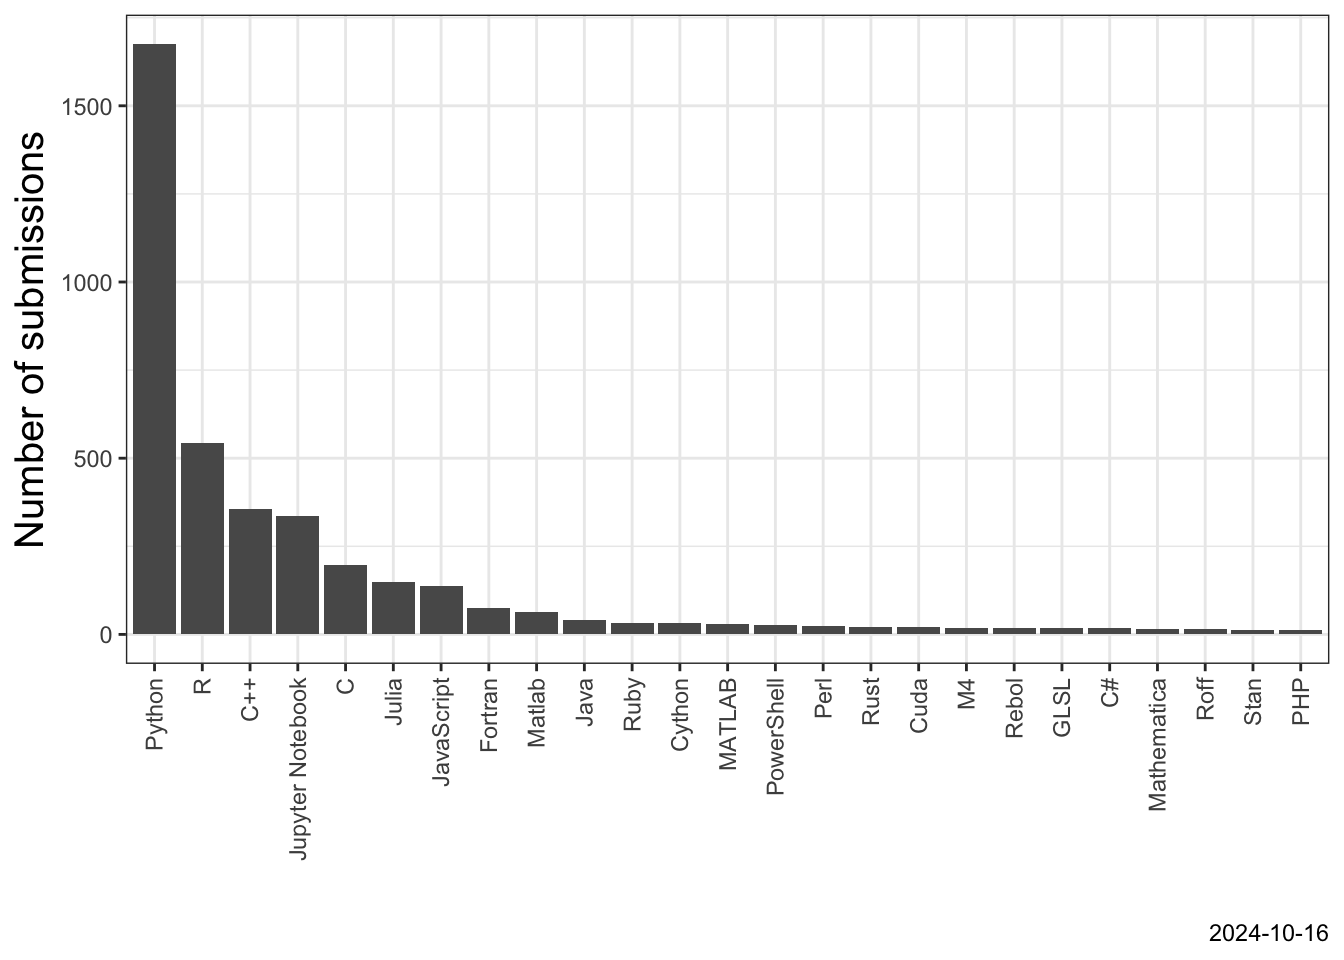 Number of submissions
1500
1000
500
0
Python
R
C++
Jupyter Notebook
C
Julia
JavaScript
Fortran
Matlab
Java
Ruby
Cython
MATLAB
PowerShell
Perl
Rust
Cuda
M4
Rebol
GLSL
C#
Mathematica
Roff
Stan
PHP
2024-10-16